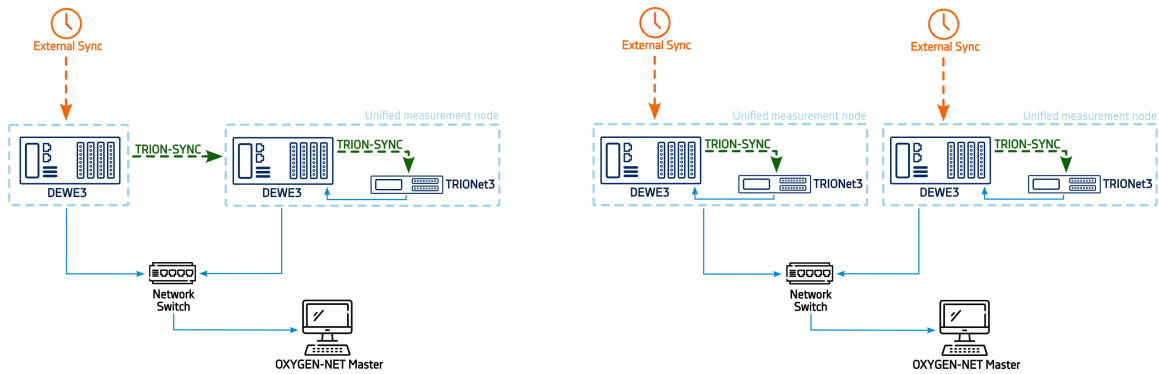 External Sync
Unified measurement node
TRION-SYNC
TRION-SYNC
DEWE3
DEWE3
TRIONet3
Network
Switch
OXYGEN-NET Master
External Sync
External Sync
Unified measurement node
Unified measurement node
TRION-SYNC
TRION-SYNC
DEWE3
TRIONet3
DEWE3
TRIONet3
Network
Switch
OXYGEN-NET Master